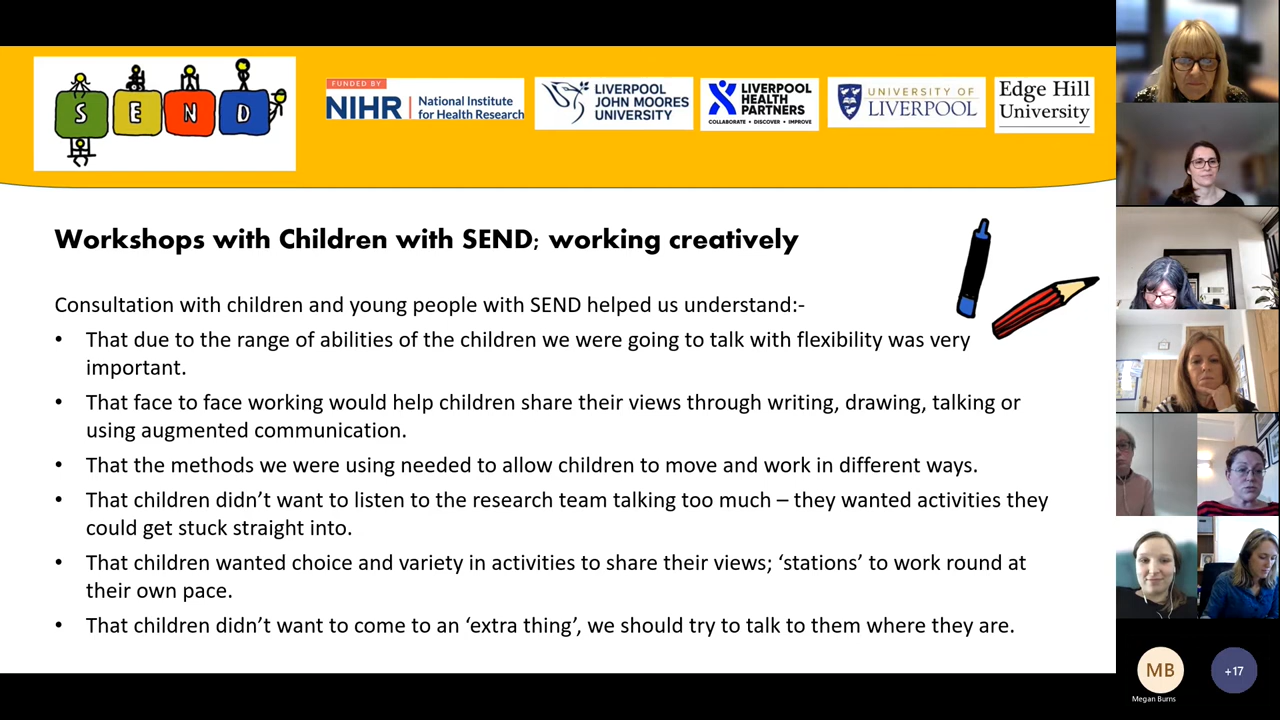 S E N D
FUNDED BY
NIHR | National Institute
for Health Research
LIVERPOOL
JOHN MOORES
UNIVERSITY
LIVERPOOL
HEALTH
PARTNERS
COLLABORATE • DISCOVER • IMPROVE
UNIVERSITY OF
LIVERPOOL
Edge Hill
University
Workshops with Children with SEND; working creatively
Consultation with children and young people with SEND helped us understand:-
• That due to the range of abilities of the children we were going to talk with flexibility was very
important.
• That face to face working would help children share their views through writing, drawing, talking or
using augmented communication.
• That the methods we were using needed to allow children to move and work in different ways.
• That children didn’t want to listen to the research team talking too much – they wanted activities they
could get stuck straight into.
• That children wanted choice and variety in activities to share their views; ‘stations’ to work round at
their own pace.
• That children didn’t want to come to an ‘extra thing’, we should try to talk to them where they are.
MB
+17
Megan Burns